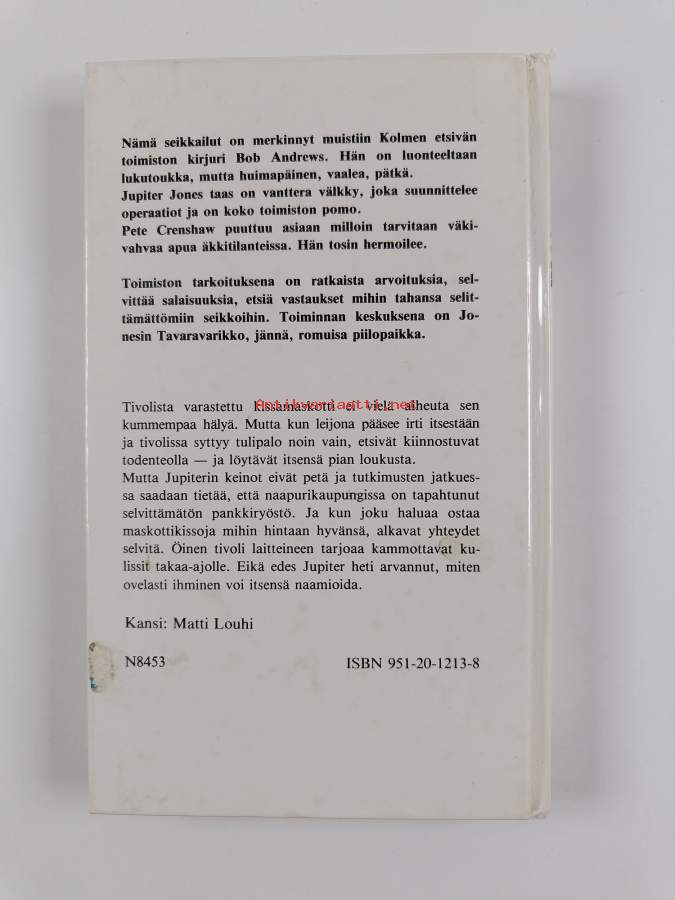 Nämä seikkailut on merkinnyt muistiin Kolmen etsivän
toimiston kirjuri Bob Andrews. Hän on luonteeltaan
lukutoukka, mutta huimapäinen, vaalea, pätkä.
Jupiter Jones taas on vanttera välkky, joka suunnittelee
operaatiot ja on koko toimiston pomo.
Pete Crenshaw puuttuu asiaan milloin tarvitaan väki-
vahvaa apua äkkitilanteissa. Hän tosin hermoilee.
Toimiston tarkoituksena on ratkaista arvoituksia, sel-
vittää salaisuuksia, etsiä vastaukset mihin tahansa selit-
tämättömiin seikkoihin. Toiminnan keskuksena on Jo-
nesin Tavaravarikko, jännä, romuisa piilopaikka.
Antikvariaatti.net
Tivolista varastettu kissamaskotti ei vielä aiheuta sen
kummempaa hälyä. Mutta kun leijona pääsee irti itsestään
ja tivolissa syttyy tulipalo noin vain, etsivät kiinnostuvat
todenteolla — ja löytävät itsensä pian loukusta.
Mutta Jupiterin keinot eivät petä ja tutkimusten jatkues-
sa saadaan tietää, että naapurikaupungissa on tapahtunut
selvittämätön pankkiryöstö. Ja kun joku haluaa ostaa
maskottikissoja mihin hintaan hyvänsä, alkavat yhteydet
selvitä. Öinen tivoli laitteineen tarjoaa kammottavat ku-
lissit takaa-ajolle. Eikä edes Jupiter heti arvannut, miten
ovelasti ihminen voi itsensä naamioida.
Kansi: Matti Louhi
N8453
ISBN 951-20-1213-8